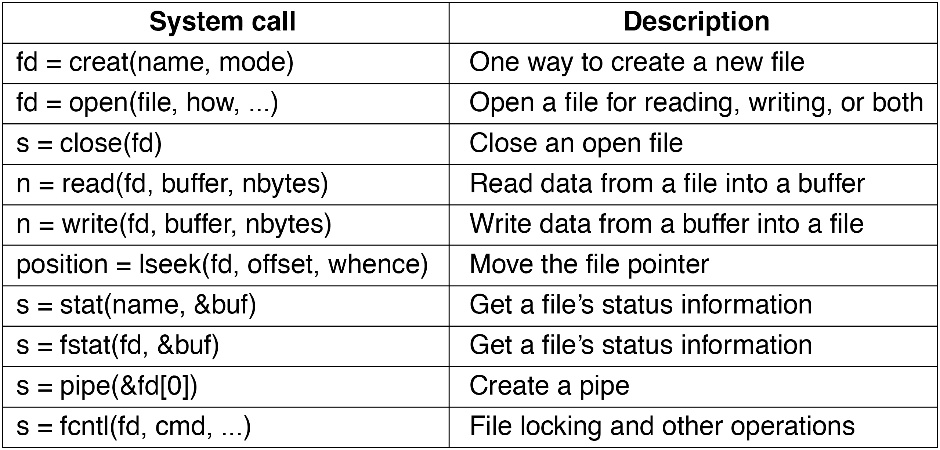 System call Description
fd = creat(name, mode) One way to create a new file
fd = open(file, how, ...) Open a file for reading, writing, or both
s = close(fd) Close an open file
n = read(fd, buffer, nbytes) Read data from a file into a buffer
n = write(fd, buffer, nbytes) Write data from a buffer into a file
position = lseek(fd, offset, whence) Move the file pointer
s = stat(name, &buf) Get a file's status information
s = fstat(fd, &buf) Get a file's status information
s = pipe(&fd[0]) Create a pipe
s = fcntl(fd, cmd, ...) File locking and other operations